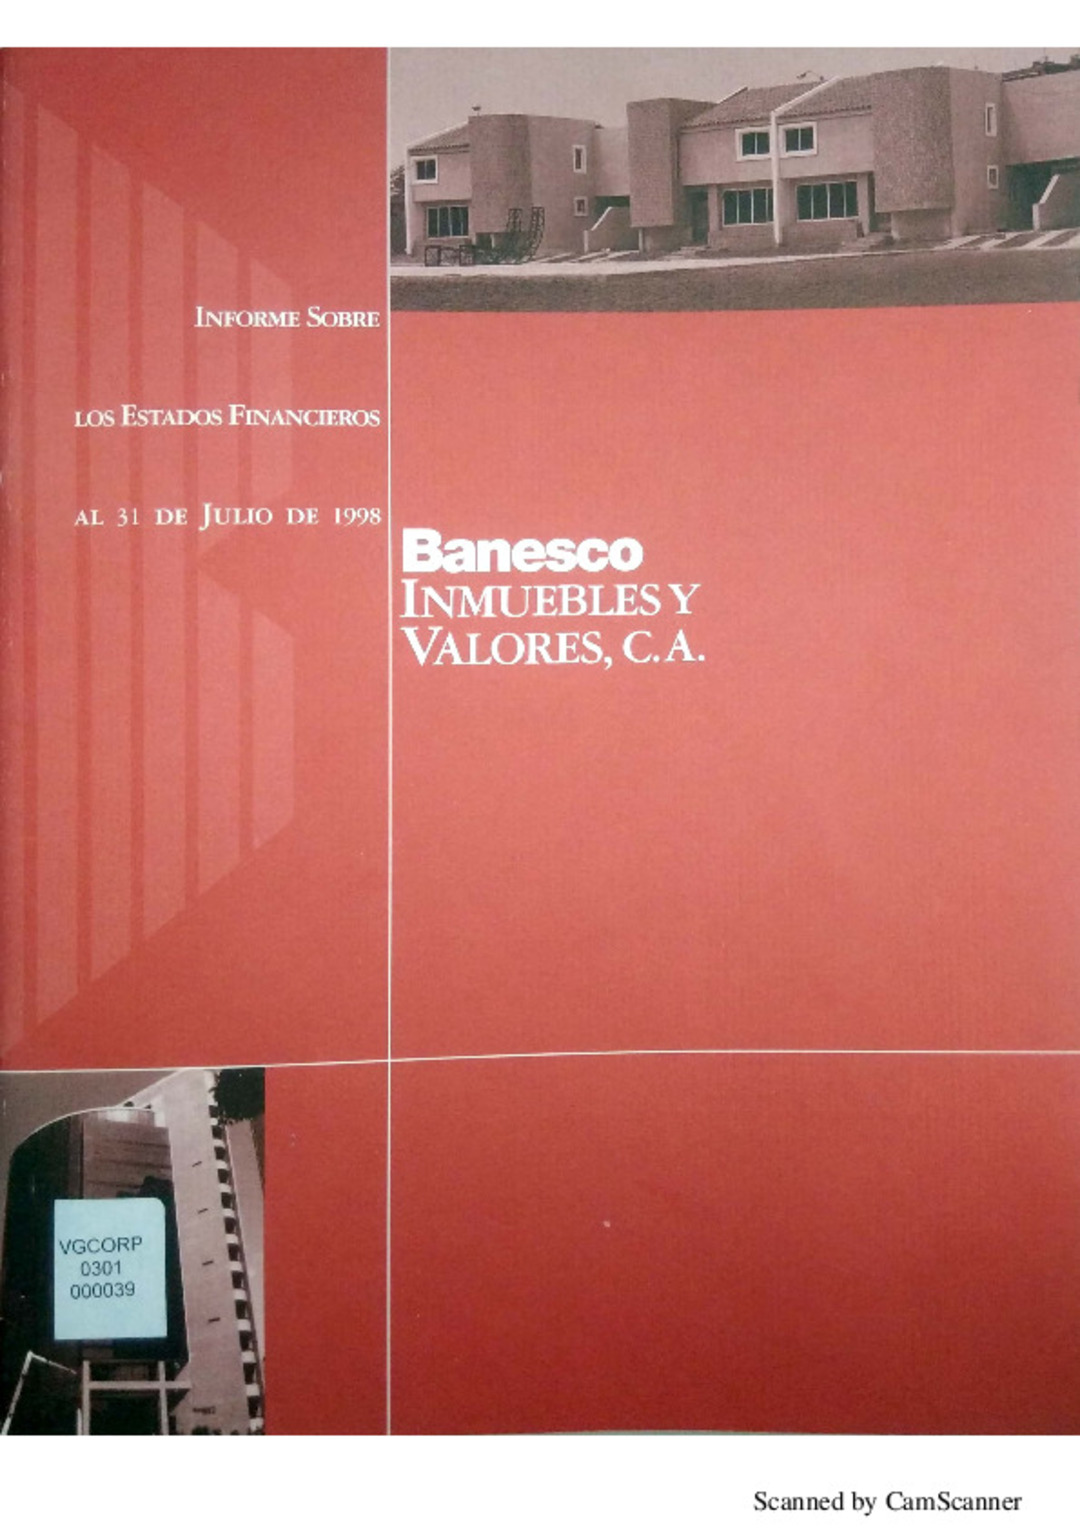 INFORME SOBRE
LOS ESTADOS FINANCIEROS
AL 31 DE JULIO DE 1998
Banesco
INMUEBLES Y
VALORES, C.A.
VGCORP
0301
000039
Scanned by CamScanner